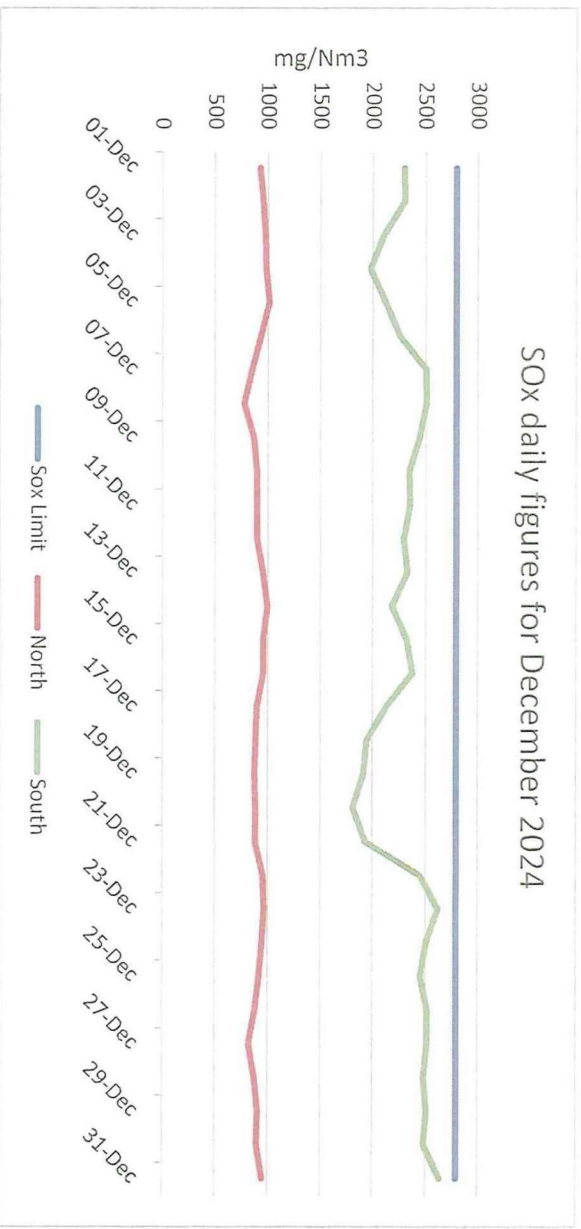 SOx daily figures for December 2024
mg/Nm3
3000
2500
2000
1500
1000
500
0
01-Dec
03-Dec
05-Dec
07-Dec
09-Dec
11-Dec
13-Dec
15-Dec
17-Dec
19-Dec
21-Dec
23-Dec
25-Dec
27-Dec
29-Dec
31-Dec
Sox Limit North South